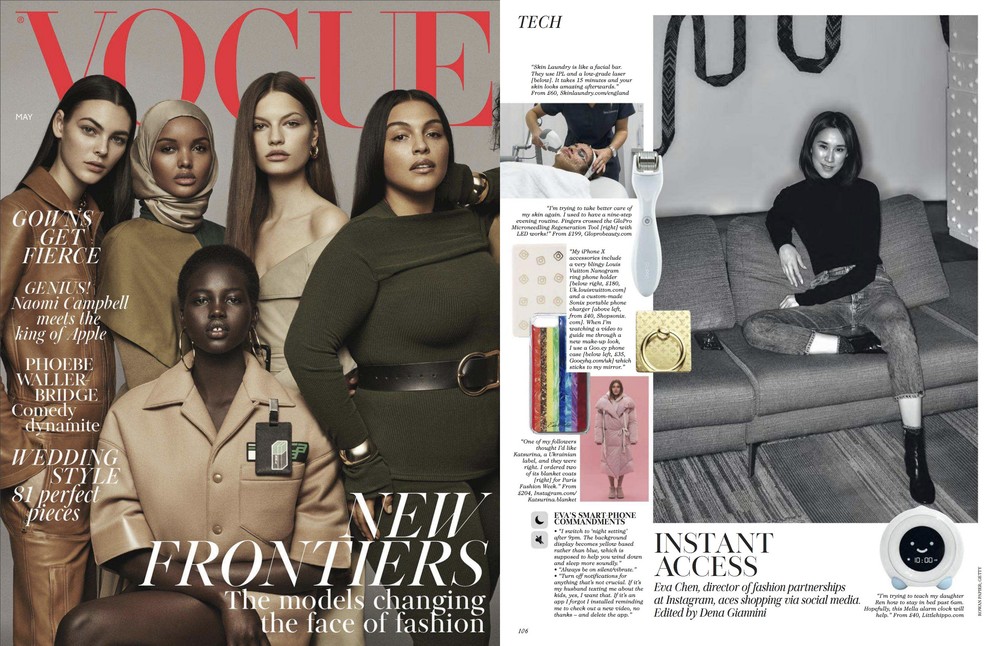 VOGUE
MAY
GOWNS
GET
FIERCE
GENIUS!
Naomi Campbell
meets the
king of Apple
PHOEBE
WALLER-
BRIDGE
Comedy
dynamite
WEDDING
STYLE
81 perfect
pieces
NEW
FRONTIERS
The models changing
the face of fashion
TECH
"Skin Laundry is like a facial bar.
They use IPL and a low-grade laser
[below]. It takes 15 minutes and your
skin looks amazing afterwards."
From £60, Skinlaundry.com/england
"I'm trying to take better care of
my skin again. I used to have a nine-step
evening routine. Fingers crossed the GloPro
Microneedling Regeneration Tool [right] with
LED works!" From £199, Gloprobeauty.com
"My iPhone X
accessories include
a very blingy Louis
Vuitton Nanogram
ring phone holder
[below right, £180,
Uk.louisvuitton.com]
and a custom-made
Sonix portable phone
charger [above left,
from £40, Shopsonix.
com]. When I'm
watching a video to
guide me through a
new make-up look,
I use a Goo.ey phone
case [below left, £35,
Gooeyhq.com/uk] which
sticks to my mirror."
"One of my followers
thought I'd like
Katsurina, a Ukrainian
label, and they were
right. I ordered two
of its blanket coats
[right] for Paris
Fashion Week." From
£204, Instagram.com/
Katsurina.blanket
EVA'S SMART-PHONE
COMMANDMENTS
• "I switch to 'night setting'
after 9pm. The background
display becomes yellow based
rather than blue, which is
supposed to help you wind down
and sleep more soundly."
• "Always be on silent/vibrate."
• "Turn off notifications for
anything that's not crucial. If it's
my husband texting me about the
kids, yes, I want that. If it's an
app I forgot I installed reminding
me to check out a new video, no
thanks – and delete the app."
INSTANT
ACCESS
Eva Chen, director of fashion partnerships
at Instagram, aces shopping via social media.
Edited by Dena Giannini
10:00
"I'm trying to teach my daughter
Ren how to stay in bed past 6am.
Hopefully, this Mella alarm clock will
help." From £40, Littlehippo.com
106